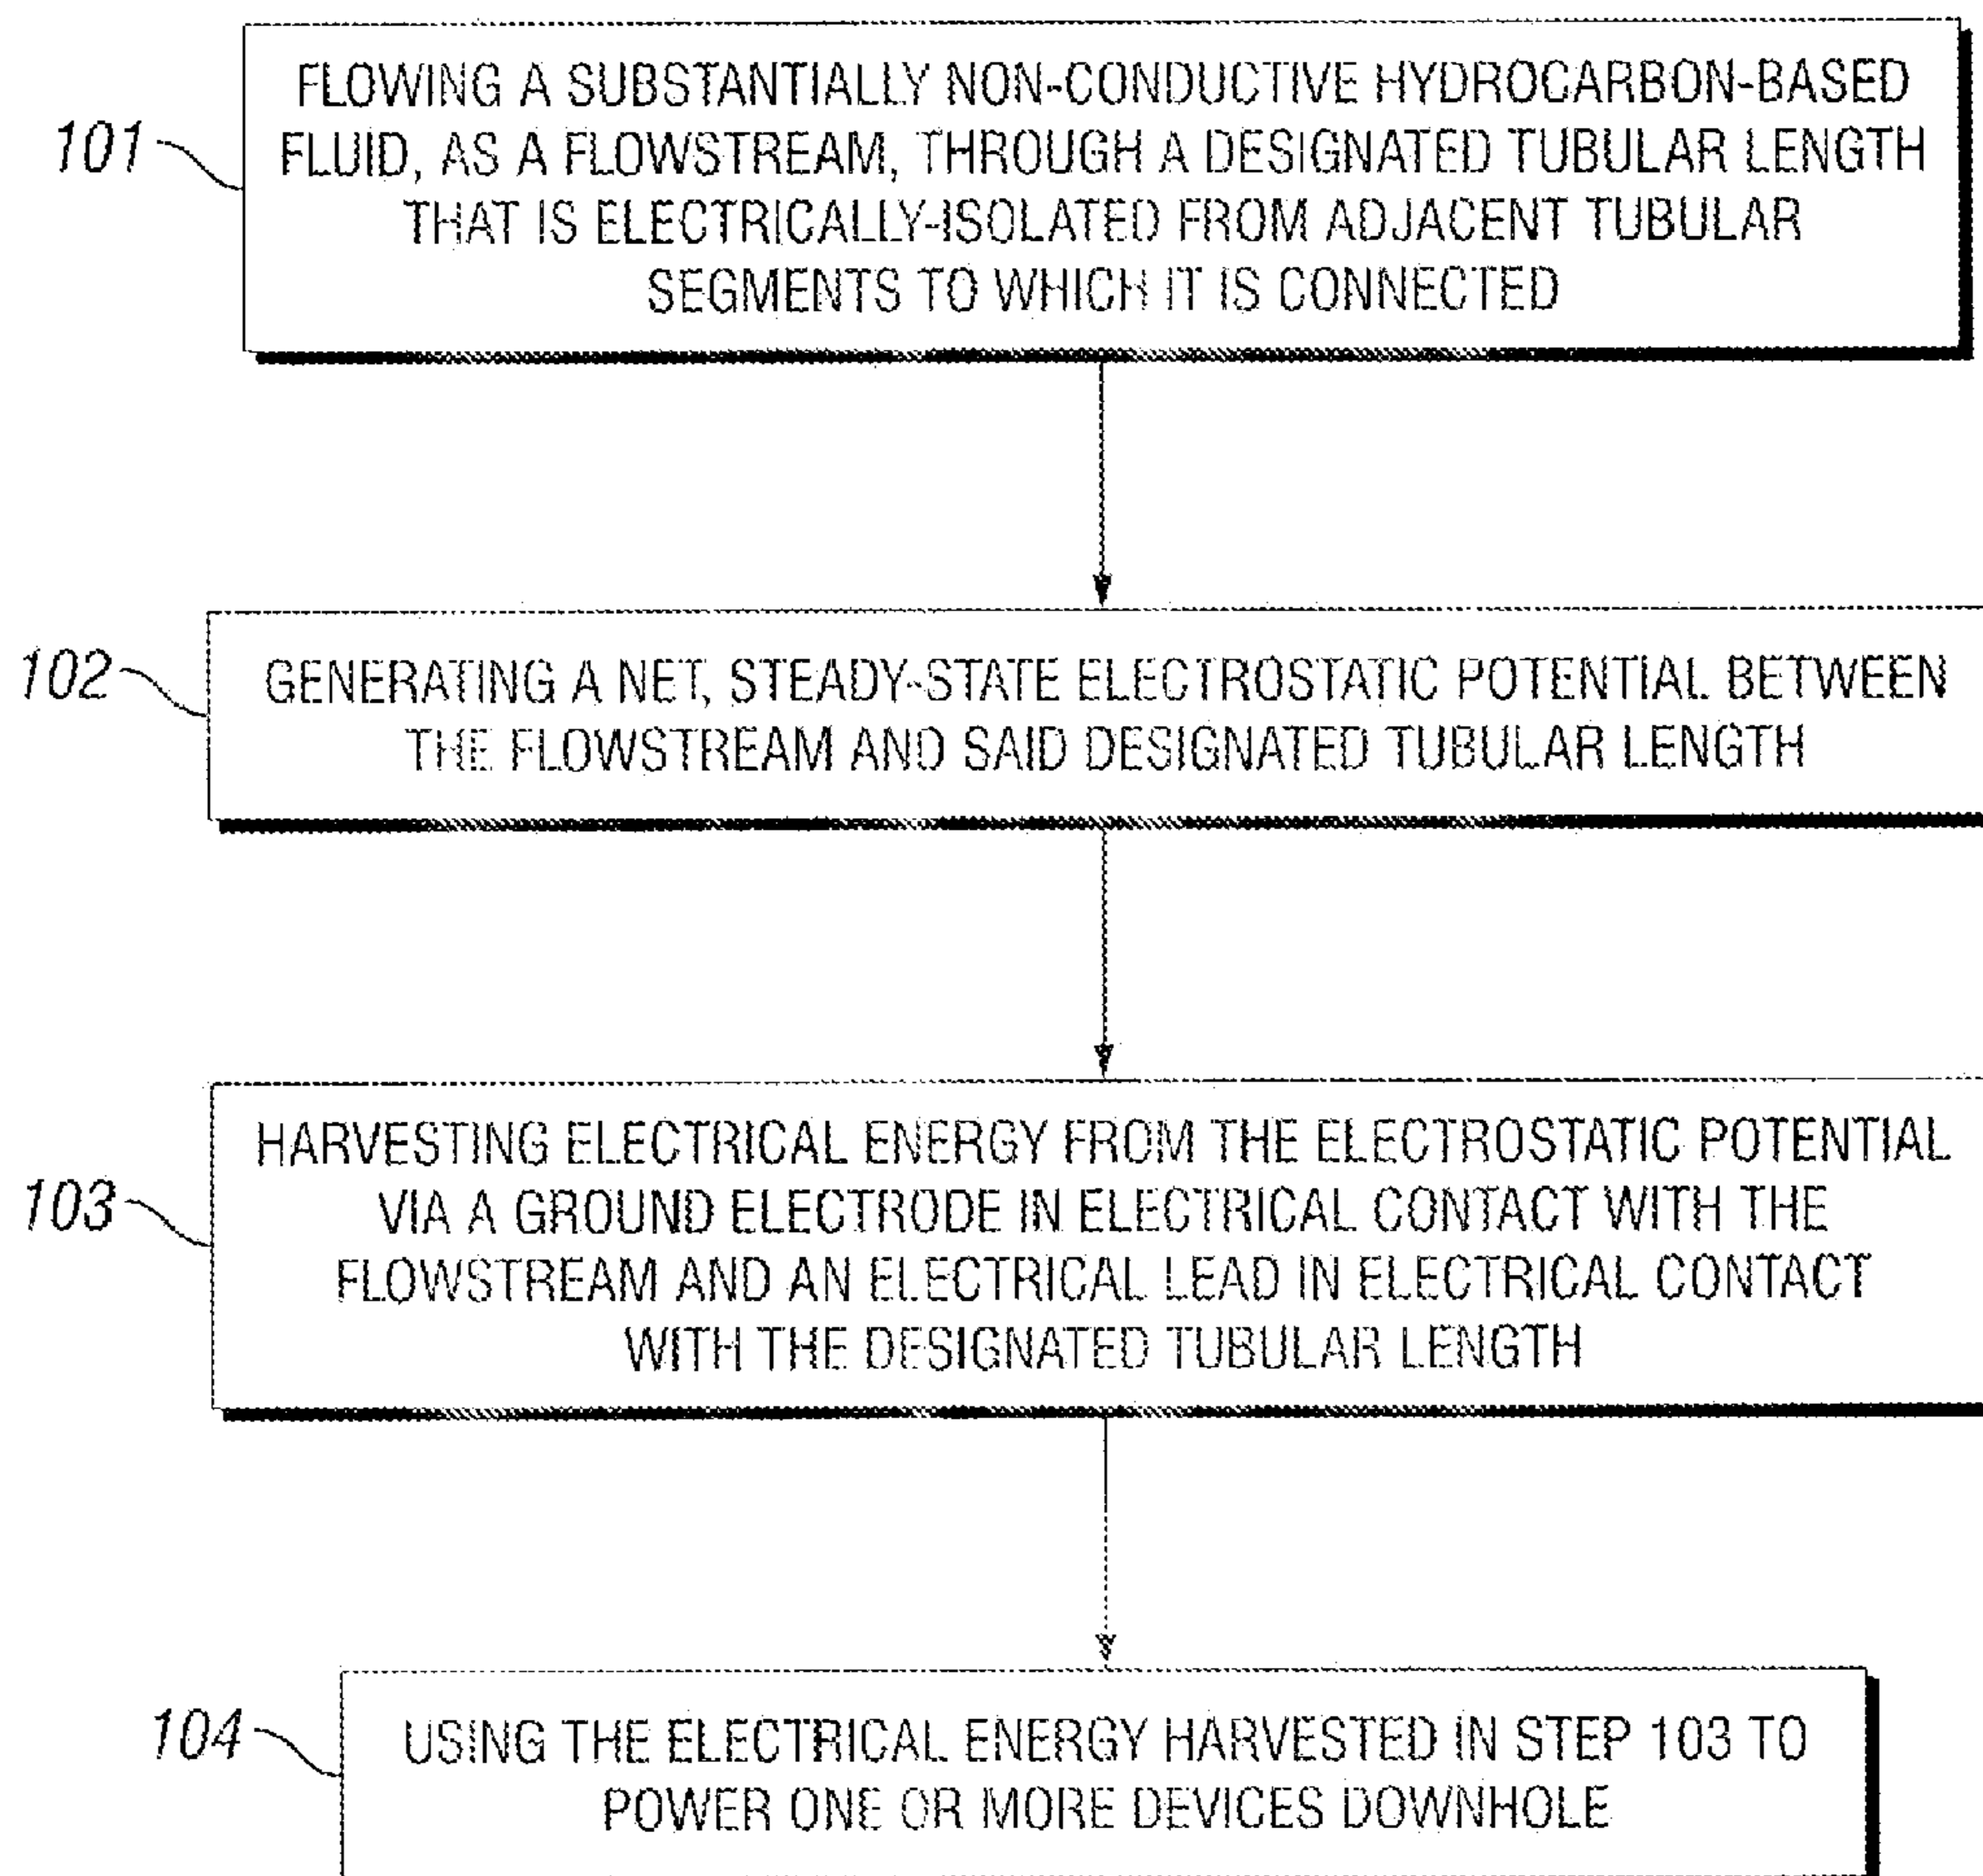 101
FLOWING A SUBSTANTIALLY NON-CONDUCTIVE HYDROCARBON-BASED
FLUID, AS A FLOWSTREAM, THROUGH A DESIGNATED TUBULAR LENGTH
THAT IS ELECTRICALLY-ISOLATED FROM ADJACENT TUBULAR
SEGMENTS TO WHICH IT IS CONNECTED
102
GENERATING A NET, STEADY-STATE ELECTROSTATIC POTENTIAL BETWEEN
THE FLOWSTREAM AND SAID DESIGNATED TUBULAR LENGTH
103
HARVESTING ELECTRICAL ENERGY FROM THE ELECTROSTATIC POTENTIAL
VIA A GROUND ELECTRODE IN ELECTRICAL CONTACT WITH THE
FLOWSTREAM AND AN ELECTRICAL LEAD IN ELECTRICAL CONTACT
WITH THE DESIGNATED TUBULAR LENGTH
104
USING THE ELECTRICAL ENERGY HARVESTED IN STEP 103 TO
POWER ONE OR MORE DEVICES DOWNHOLE